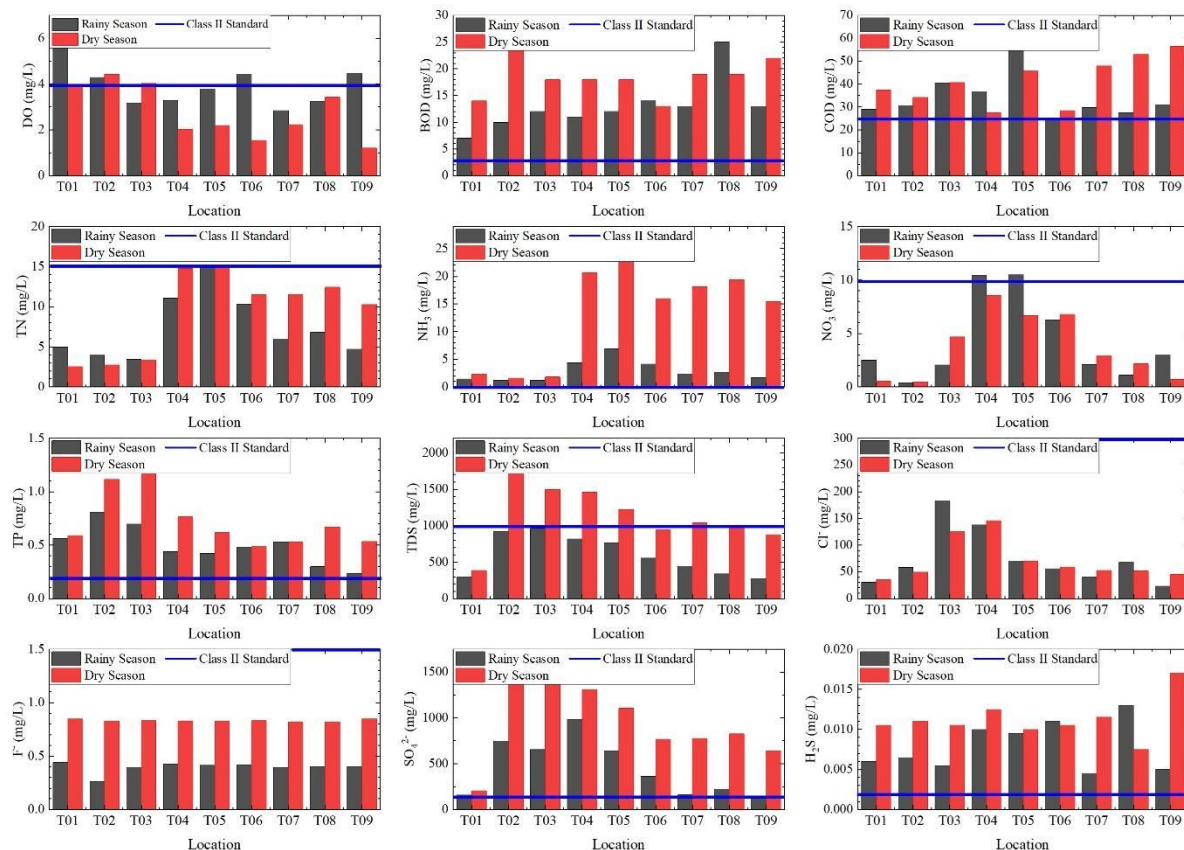 Rainy Season Class II Standard
Dry Season
DO (mg/L)
6
4
2
0
T01 T02 T03 T04 T05 T06 T07 T08 T09
Location
Rainy Season Class II Standard
Dry Season
BOD (mg/L)
30
25
20
15
10
5
0
T01 T02 T03 T04 T05 T06 T07 T08 T09
Location
Rainy Season Class II Standard
Dry Season
COD (mg/L)
70
60
50
40
30
20
10
0
T01 T02 T03 T04 T05 T06 T07 T08 T09
Location
Rainy Season Class II Standard
Dry Season
TN (mg/L)
20
15
10
5
0
T01 T02 T03 T04 T05 T06 T07 T08 T09
Location
Rainy Season Class II Standard
Dry Season
NH₃ (mg/L)
25
20
15
10
5
0
T01 T02 T03 T04 T05 T06 T07 T08 T09
Location
Rainy Season Class II Standard
Dry Season
NO₃ (mg/L)
15
10
5
0
T01 T02 T03 T04 T05 T06 T07 T08 T09
Location
Rainy Season Class II Standard
Dry Season
TP (mg/L)
1.5
1.0
0.5
0.0
T01 T02 T03 T04 T05 T06 T07 T08 T09
Location
Rainy Season Class II Standard
Dry Season
TDS (mg/L)
2000
1500
1000
500
0
T01 T02 T03 T04 T05 T06 T07 T08 T09
Location
Rainy Season Class II Standard
Dry Season
Cl⁻ (mg/L)
300
250
200
150
100
50
0
T01 T02 T03 T04 T05 T06 T07 T08 T09
Location
Rainy Season Class II Standard
Dry Season
F⁻ (mg/L)
1.5
1.0
0.5
0.0
T01 T02 T03 T04 T05 T06 T07 T08 T09
Location
Rainy Season Class II Standard
Dry Season
SO₄²⁻ (mg/L)
1500
1000
500
0
T01 T02 T03 T04 T05 T06 T07 T08 T09
Location
Rainy Season Class II Standard
Dry Season
H₂S (mg/L)
0.020
0.015
0.010
0.005
0.000
T01 T02 T03 T04 T05 T06 T07 T08 T09
Location